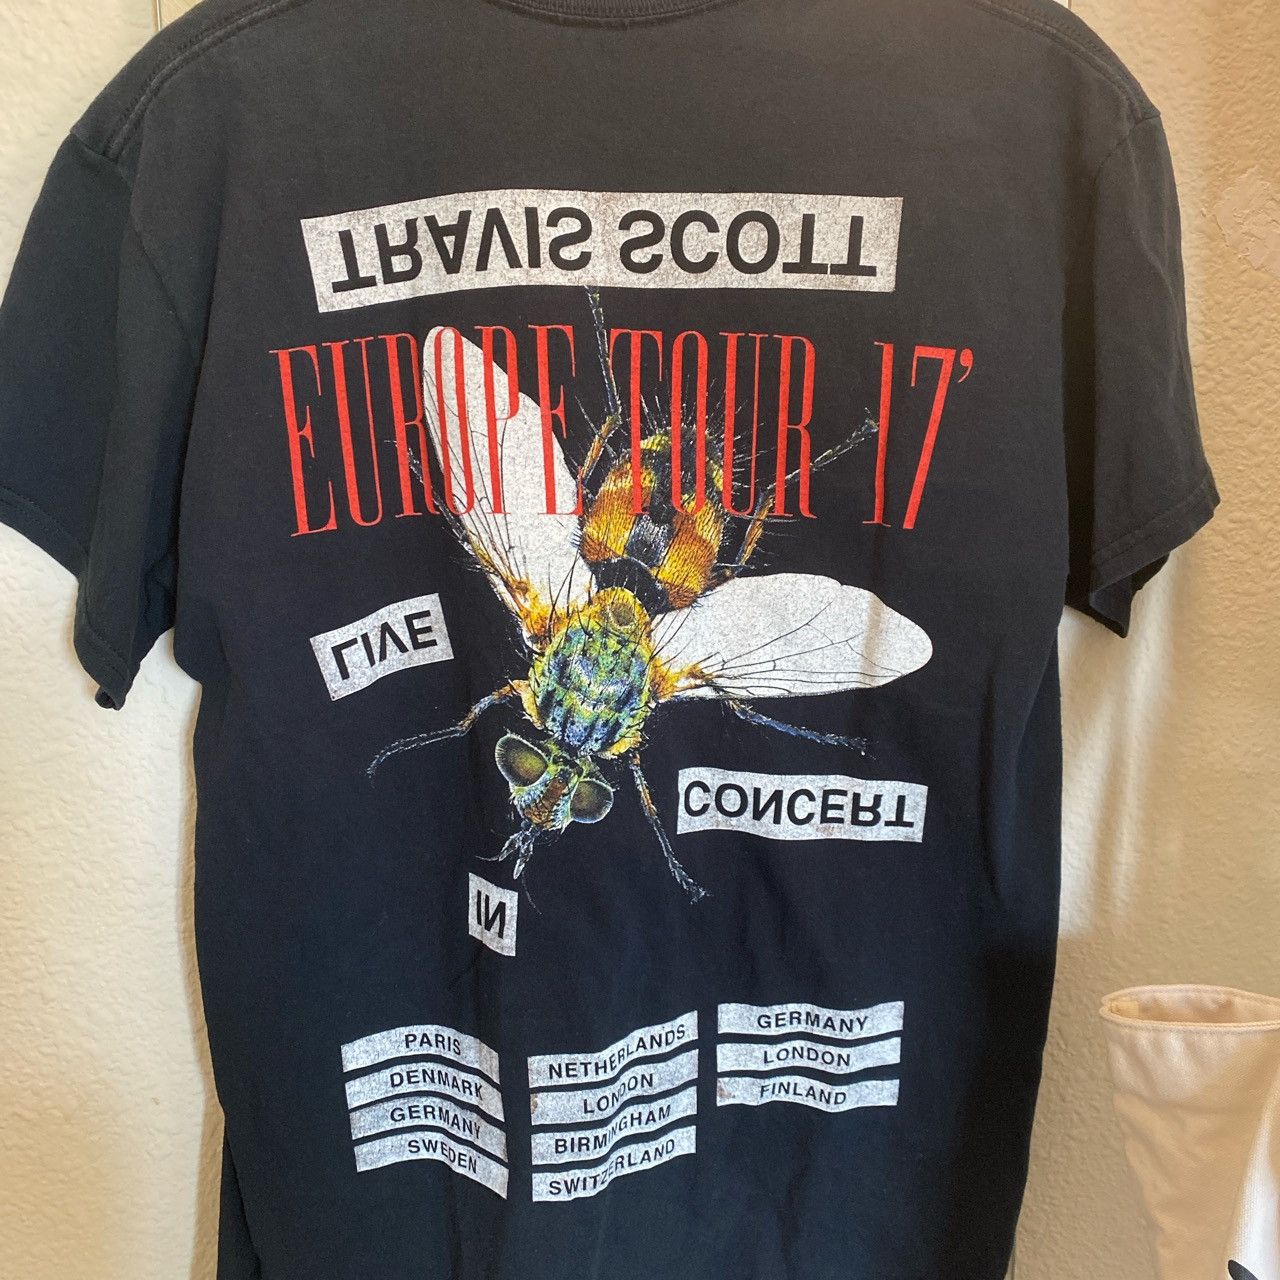 TRAVIS SCOTT
EUROPE TOUR 17'
LIVE
CONCERT
IN
PARIS
DENMARK
GERMANY
SWEDEN
NETHERLANDS
LONDON
BIRMINGHAM
SWITZERLAND
GERMANY
LONDON
FINLAND